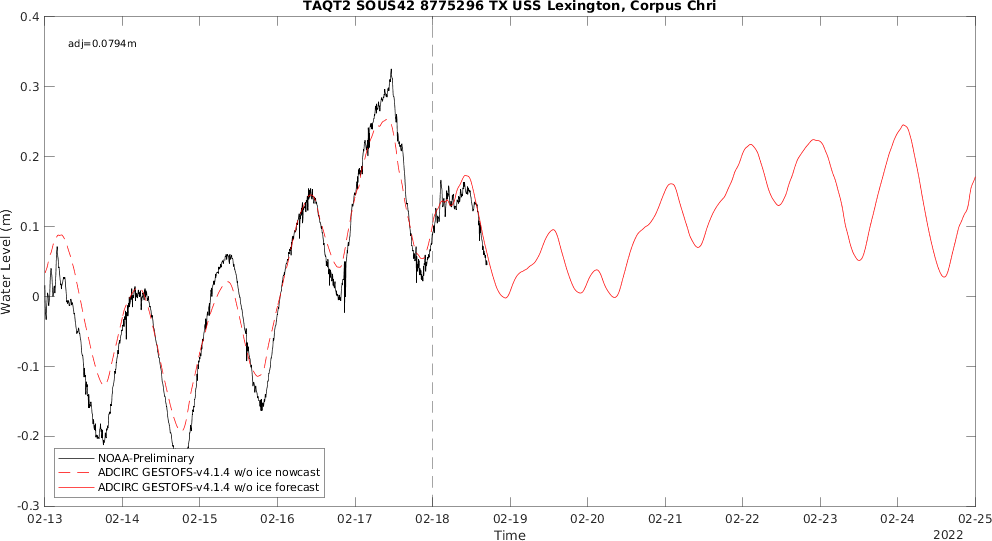 TAQT2 SOUS42 8775296 TX USS Lexington, Corpus Chri
adj=0.0794m
0.4
0.3
0.2
0.1
0
-0.1
-0.2
-0.3
Water Level (m)
NOAA-Preliminary
ADCIRC GESTOFS-v4.1.4 w/o ice nowcast
ADCIRC GESTOFS-v4.1.4 w/o ice forecast
02-13 02-14 02-15 02-16 02-17 02-18 02-19 02-20 02-21 02-22 02-23 02-24 02-25
Time
2022